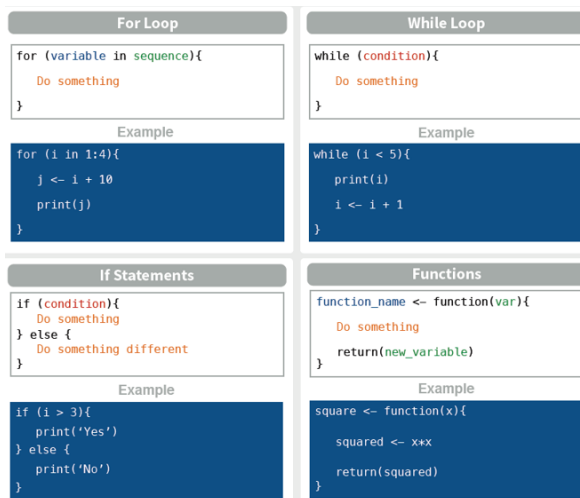 For Loop
for (variable in sequence){
Do something
}
Example
for (i in 1:4){
j <- i + 10
print(j)
}
While Loop
while (condition){
Do something
}
Example
while (i < 5){
print(i)
i <- i + 1
}
If Statements
if (condition){
Do something
} else {
Do something different
}
Example
if (i > 3){
print(‘Yes’)
} else {
print(‘No’)
}
Functions
function_name <- function(var){
Do something
return(new_variable)
}
Example
square <- function(x){
squared <- x*x
return(squared)
}